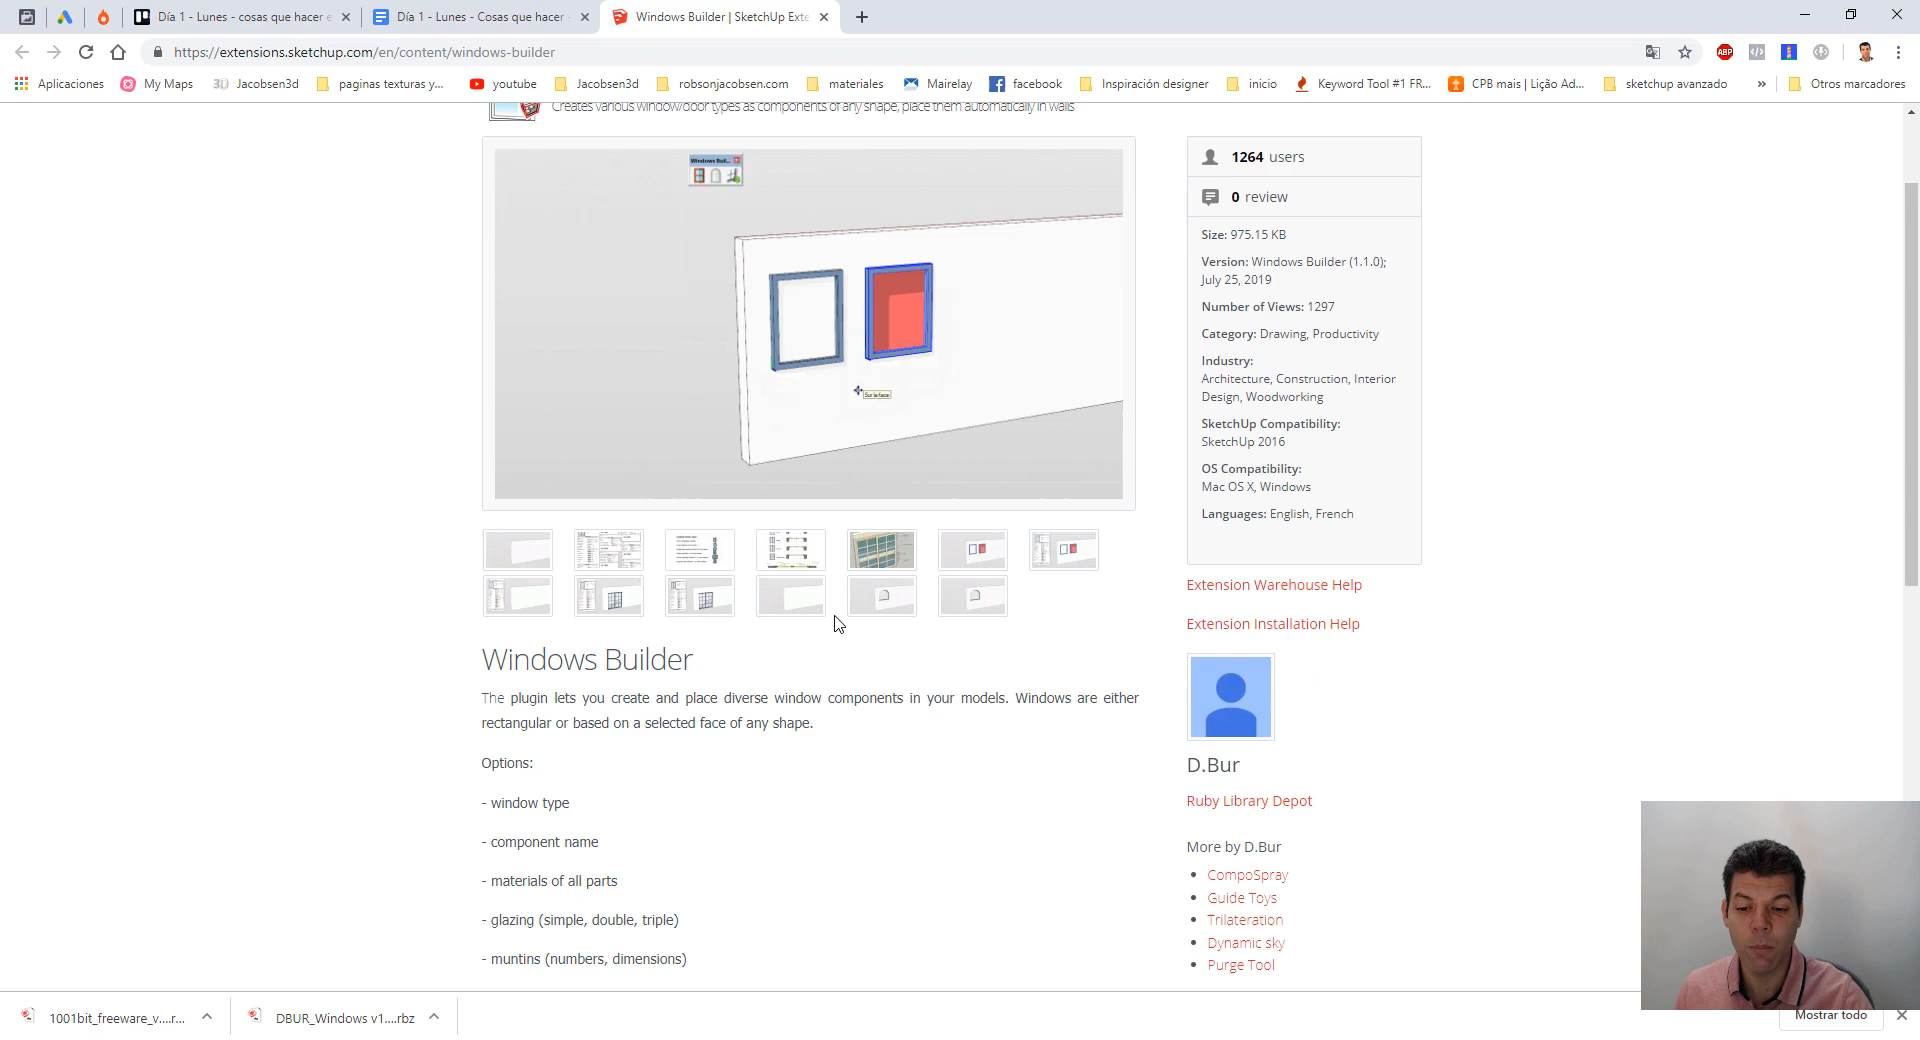 Día 1 - Lunes - cosas que hacer e
Día 1 - Lunes - Cosas que hacer -
Windows Builder | SketchUp Exte
https://extensions.sketchup.com/en/content/windows-builder
ABP
Aplicaciones
My Maps
3D Jacobsen3d
paginas texturas y...
youtube
Jacobsen3d
robsonjacobsen.com
materiales
Mairelay
facebook
Inspiración designer
inicio
Keyword Tool #1 FR...
CPB mais | Lição Ad...
sketchup avanzado
»
Otros marcadores
Creates various window/door types as components of any shape, place them automatically in walls
Windows Buil...
Sur la face
1264 users
0 review
Size: 975.15 KB
Version: Windows Builder (1.1.0);
July 25, 2019
Number of Views: 1297
Category: Drawing, Productivity
Industry:
Architecture, Construction, Interior
Design, Woodworking
SketchUp Compatibility:
SketchUp 2016
OS Compatibility:
Mac OS X, Windows
Languages: English, French
Extension Warehouse Help
Extension Installation Help
Windows Builder
The plugin lets you create and place diverse window components in your models. Windows are either
rectangular or based on a selected face of any shape.
Options:
- window type
- component name
- materials of all parts
- glazing (simple, double, triple)
- muntins (numbers, dimensions)
D.Bur
Ruby Library Depot
More by D.Bur
CompoSpray
Guide Toys
Trilateration
Dynamic sky
Purge Tool
1001bit_freeware_v....r...
DBUR_Windows v1....rbz
Mostrar todo